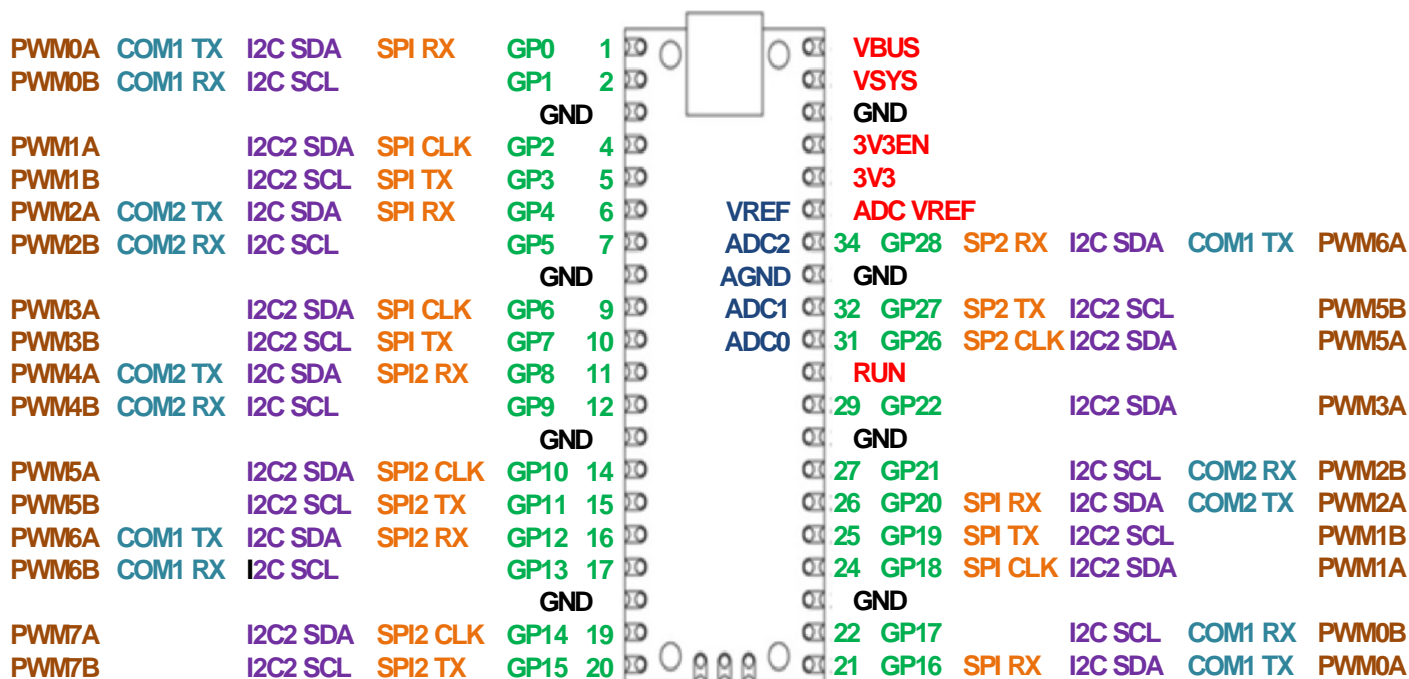 PWM0A COM1 TX I2C SDA SPI RX GP0 1 VBUS
PWM0B COM1 RX I2C SCL GP1 2 VSYS
GND GND
PWM1A I2C2 SDA SPI CLK GP2 4 3V3EN
PWM1B I2C2 SCL SPI TX GP3 5 3V3
PWM2A COM2 TX I2C SDA SPI RX GP4 6 VREF ADC VREF
PWM2B COM2 RX I2C SCL GP5 7 ADC2 34 GP28 SP2 RX I2C SDA COM1 TX PWM6A
GND AGND GND
PWM3A I2C2 SDA SPI CLK GP6 9 ADC1 32 GP27 SP2 TX I2C2 SCL PWM5B
PWM3B I2C2 SCL SPI TX GP7 10 ADC0 31 GP26 SP2 CLK I2C2 SDA PWM5A
PWM4A COM2 TX I2C SDA SPI2 RX GP8 11 RUN
PWM4B COM2 RX I2C SCL GP9 12 29 GP22 I2C2 SDA PWM3A
GND GND
PWM5A I2C2 SDA SPI2 CLK GP10 14 27 GP21 I2C SCL COM2 RX PWM2B
PWM5B I2C2 SCL SPI2 TX GP11 15 26 GP20 SPI RX I2C SDA COM2 TX PWM2A
PWM6A COM1 TX I2C SDA SPI2 RX GP12 16 25 GP19 SPI TX I2C2 SCL PWM1B
PWM6B COM1 RX I2C SCL GP13 17 24 GP18 SPI CLK I2C2 SDA PWM1A
GND GND
PWM7A I2C2 SDA SPI2 CLK GP14 19 22 GP17 I2C SCL COM1 RX PWM0B
PWM7B I2C2 SCL SPI2 TX GP15 20 21 GP16 SPI RX I2C SDA COM1 TX PWM0A